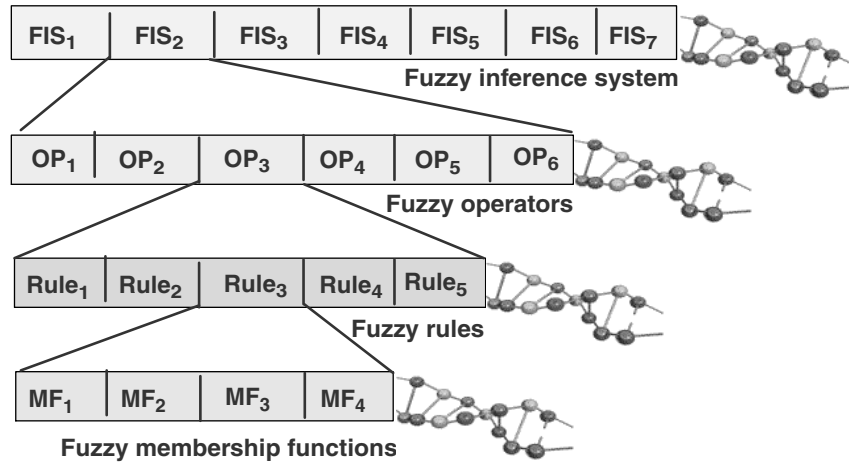 FIS₁ FIS₂ FIS₃ FIS₄ FIS₅ FIS₆ FIS₇
Fuzzy inference system
OP₁ OP₂ OP₃ OP₄ OP₅ OP₆
Fuzzy operators
Rule₁ Rule₂ Rule₃ Rule₄ Rule₅
Fuzzy rules
MF₁ MF₂ MF₃ MF₄
Fuzzy membership functions